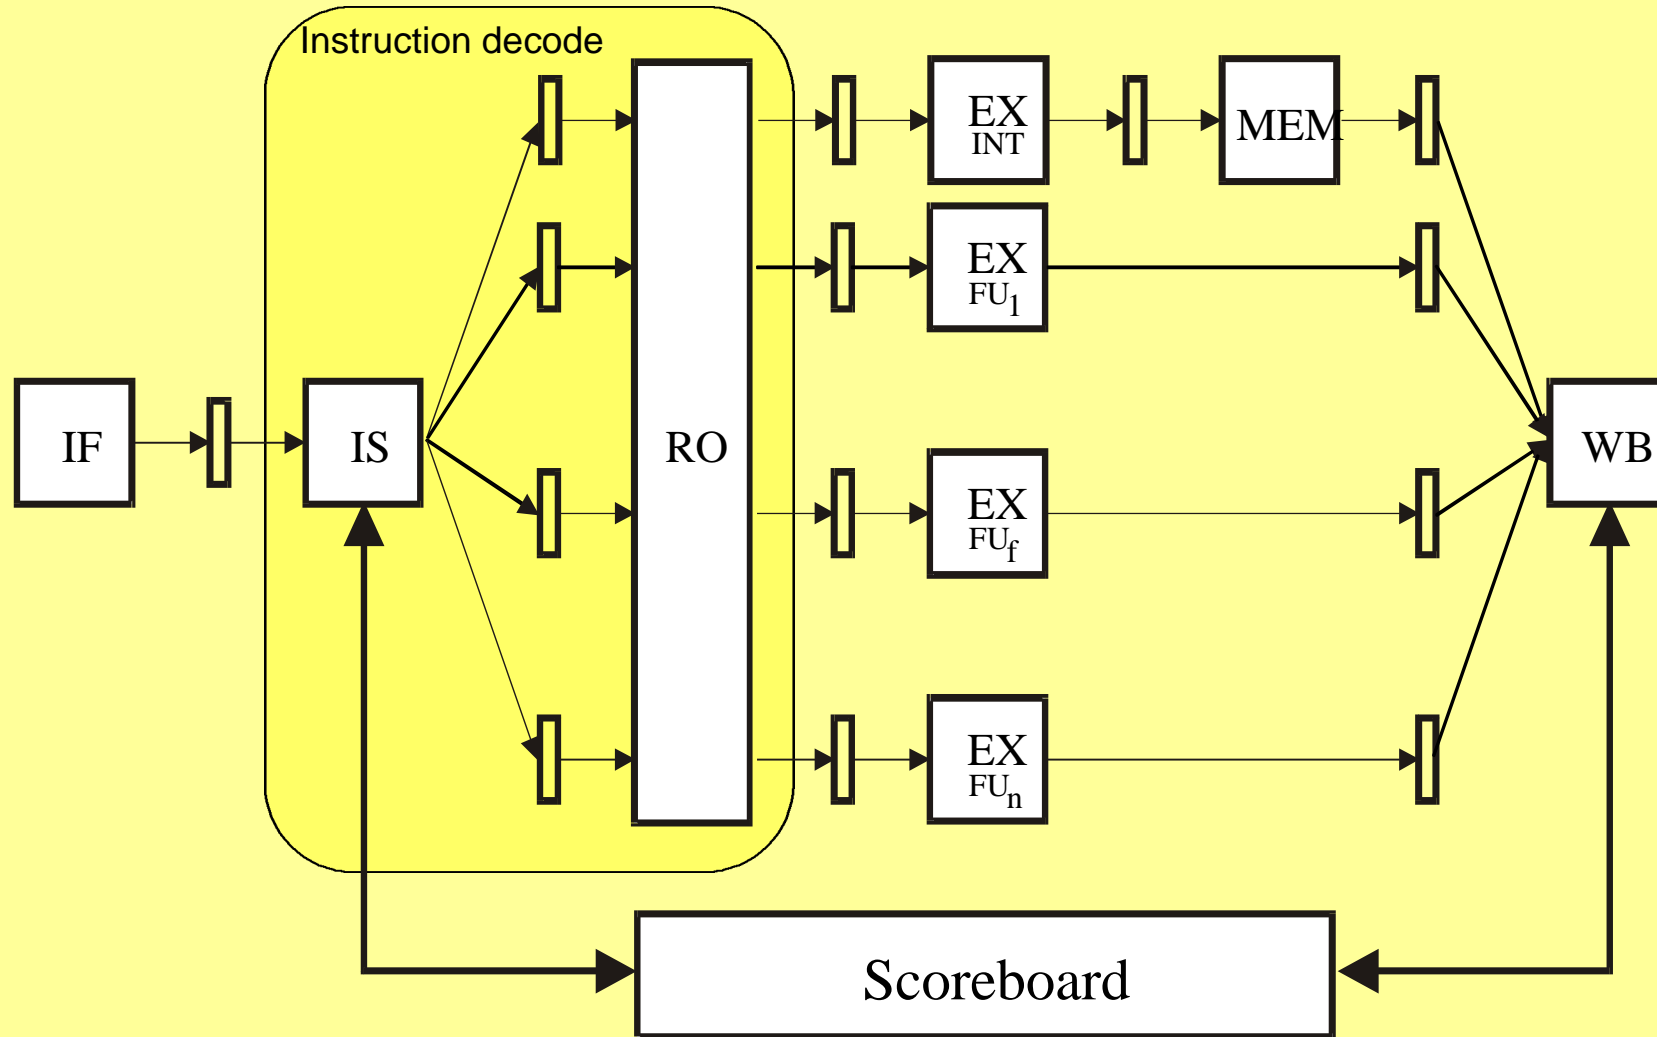 Instruction decode
EX
INT
MEM
EX
FU1
IF
IS
RO
EX
FUf
WB
EX
FUn
Scoreboard